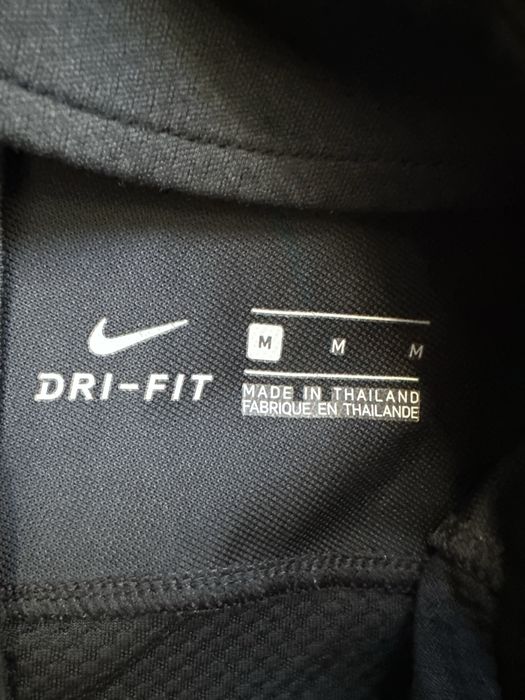 DRI-FIT
M M M
MADE IN THAILAND
FABRIQUE EN THAILANDE